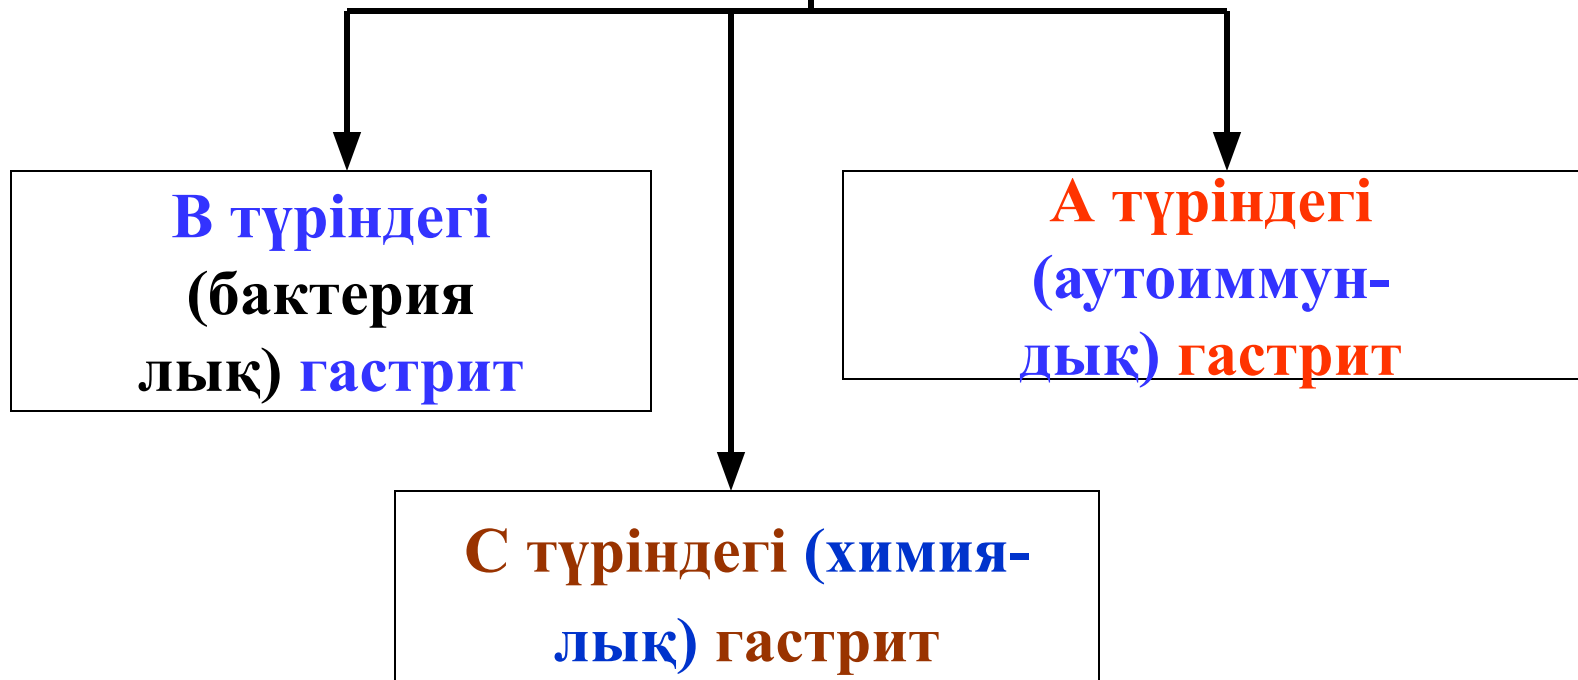 В түріндегі
(бактерия
лық) гастрит
А түріндегі
(аутоиммун-
дық) гастрит
С түріндегі (химия-
лық) гастрит